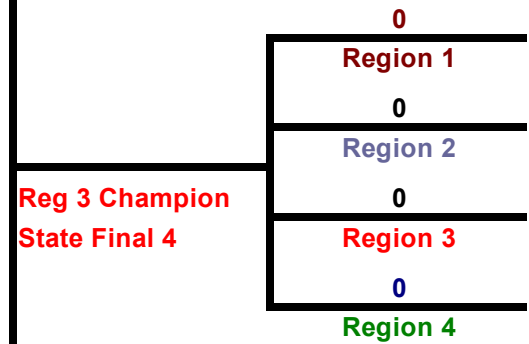 0
Region 1
0
Region 2
Reg 3 Champion
0
State Final 4
Region 3
0
Region 4